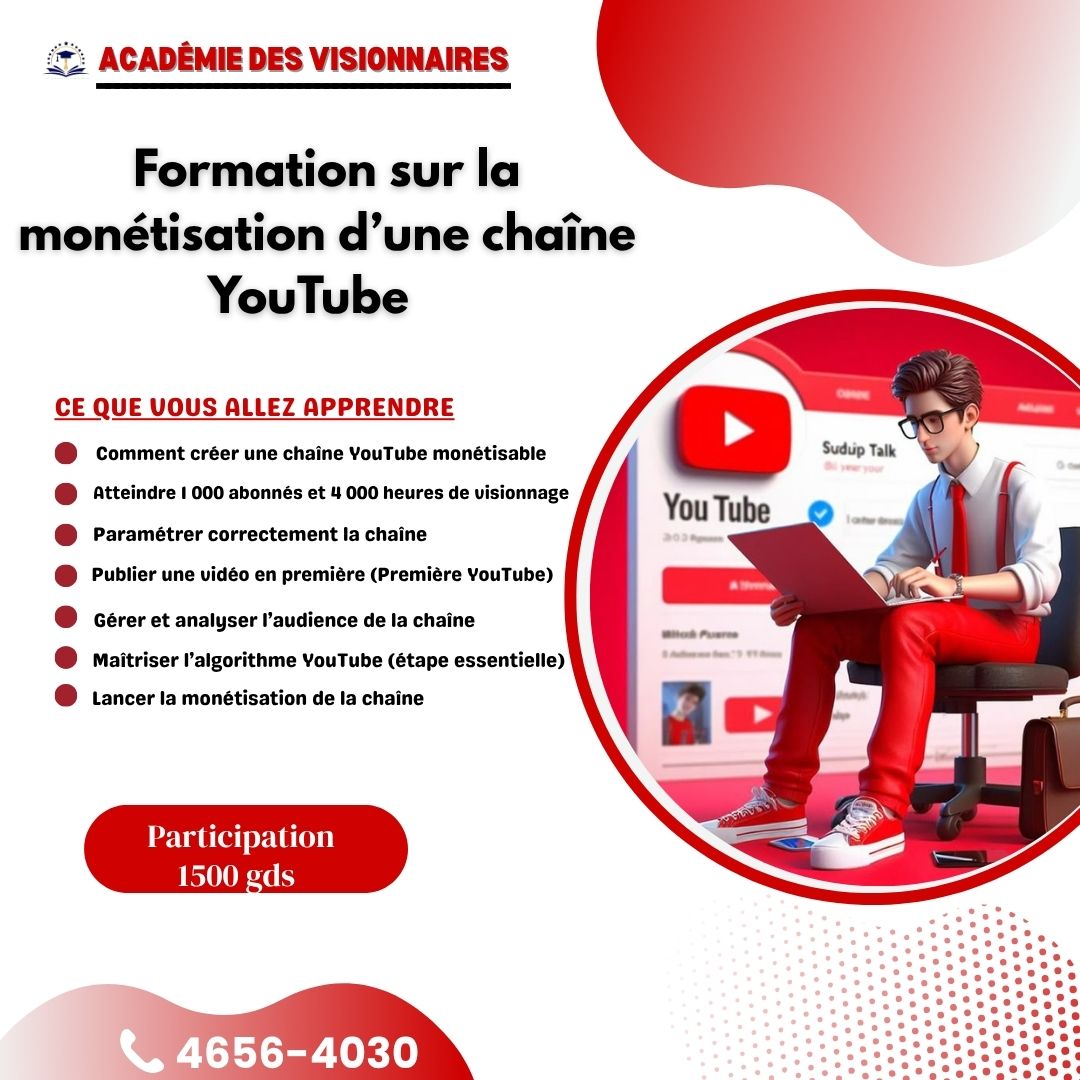 ACADÉMIE DES VISIONNAIRES
Formation sur la
monétisation d’une chaîne
YouTube
CE QUE VOUS ALLEZ APPRENDRE
Comment créer une chaîne YouTube monétisable
Atteindre 1 000 abonnés et 4 000 heures de visionnage
Paramétrer correctement la chaîne
Publier une vidéo en première (Première YouTube)
Gérer et analyser l’audience de la chaîne
Maîtriser l’algorithme YouTube (étape essentielle)
Lancer la monétisation de la chaîne
Sudup Talk
You Tube
Participation
1500 gds
4656-4030